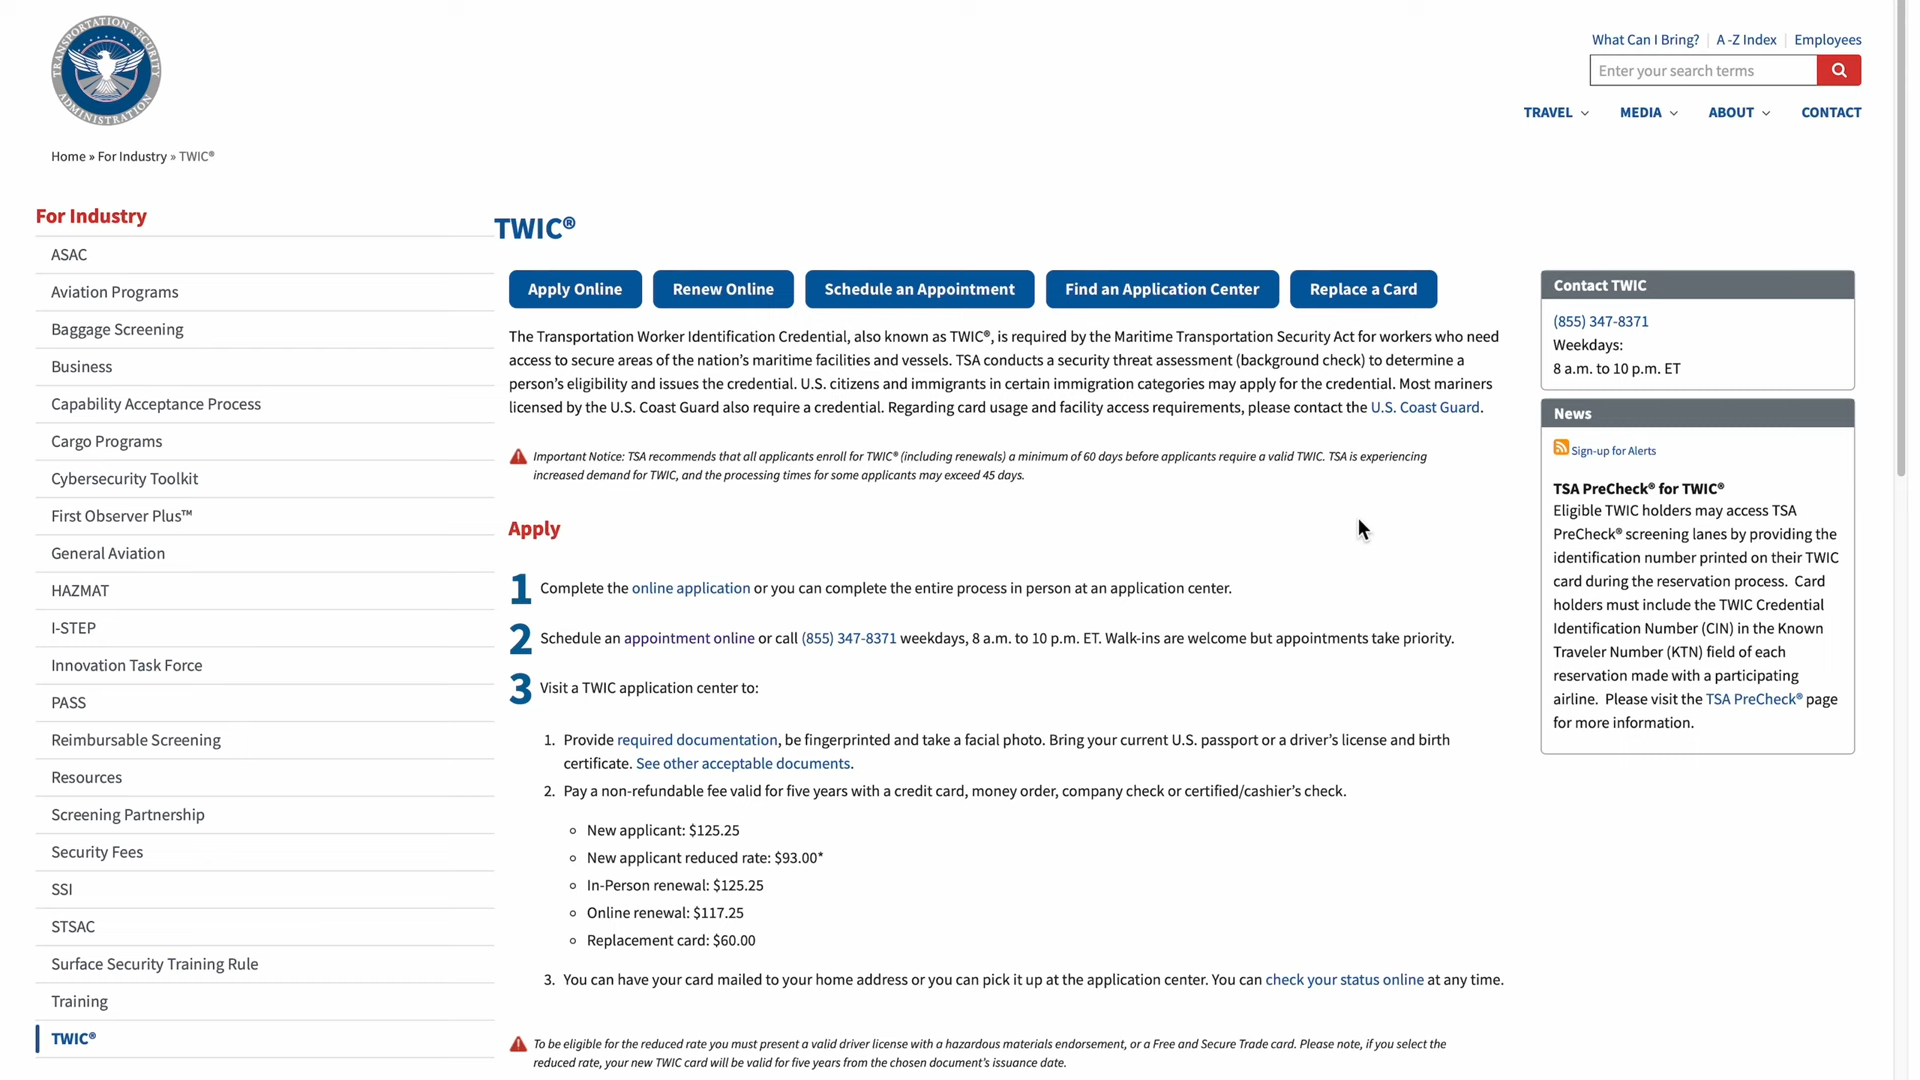 TRANSPORTATION SECURITY
ADMINISTRATION
What Can I Bring?
A -Z Index
Employees
Enter your search terms
TRAVEL
MEDIA
ABOUT
CONTACT
Home » For Industry » TWIC®
For Industry
ASAC
Aviation Programs
Baggage Screening
Business
Capability Acceptance Process
Cargo Programs
Cybersecurity Toolkit
First Observer Plus™
General Aviation
HAZMAT
I-STEP
Innovation Task Force
PASS
Reimbursable Screening
Resources
Screening Partnership
Security Fees
SSI
STSAC
Surface Security Training Rule
Training
TWIC®
TWIC®
Apply Online
Renew Online
Schedule an Appointment
Find an Application Center
Replace a Card
The Transportation Worker Identification Credential, also known as TWIC®, is required by the Maritime Transportation Security Act for workers who need
access to secure areas of the nation's maritime facilities and vessels. TSA conducts a security threat assessment (background check) to determine a
person's eligibility and issues the credential. U.S. citizens and immigrants in certain immigration categories may apply for the credential. Most mariners
licensed by the U.S. Coast Guard also require a credential. Regarding card usage and facility access requirements, please contact the U.S. Coast Guard.
Important Notice: TSA recommends that all applicants enroll for TWIC® (including renewals) a minimum of 60 days before applicants require a valid TWIC. TSA is experiencing
increased demand for TWIC, and the processing times for some applicants may exceed 45 days.
Apply
1 Complete the online application or you can complete the entire process in person at an application center.
2 Schedule an appointment online or call (855) 347-8371 weekdays, 8 a.m. to 10 p.m. ET. Walk-ins are welcome but appointments take priority.
3 Visit a TWIC application center to:
1. Provide required documentation, be fingerprinted and take a facial photo. Bring your current U.S. passport or a driver's license and birth
certificate. See other acceptable documents.
2. Pay a non-refundable fee valid for five years with a credit card, money order, company check or certified/cashier's check.
New applicant: $125.25
New applicant reduced rate: $93.00*
In-Person renewal: $125.25
Online renewal: $117.25
Replacement card: $60.00
3. You can have your card mailed to your home address or you can pick it up at the application center. You can check your status online at any time.
To be eligible for the reduced rate you must present a valid driver license with a hazardous materials endorsement, or a Free and Secure Trade card. Please note, if you select the
reduced rate, your new TWIC card will be valid for five years from the chosen document's issuance date.
Contact TWIC
(855) 347-8371
Weekdays:
8 a.m. to 10 p.m. ET
News
Sign-up for Alerts
TSA PreCheck® for TWIC®
Eligible TWIC holders may access TSA
PreCheck® screening lanes by providing the
identification number printed on their TWIC
card during the reservation process. Card
holders must include the TWIC Credential
Identification Number (CIN) in the Known
Traveler Number (KTN) field of each
reservation made with a participating
airline. Please visit the TSA PreCheck® page
for more information.